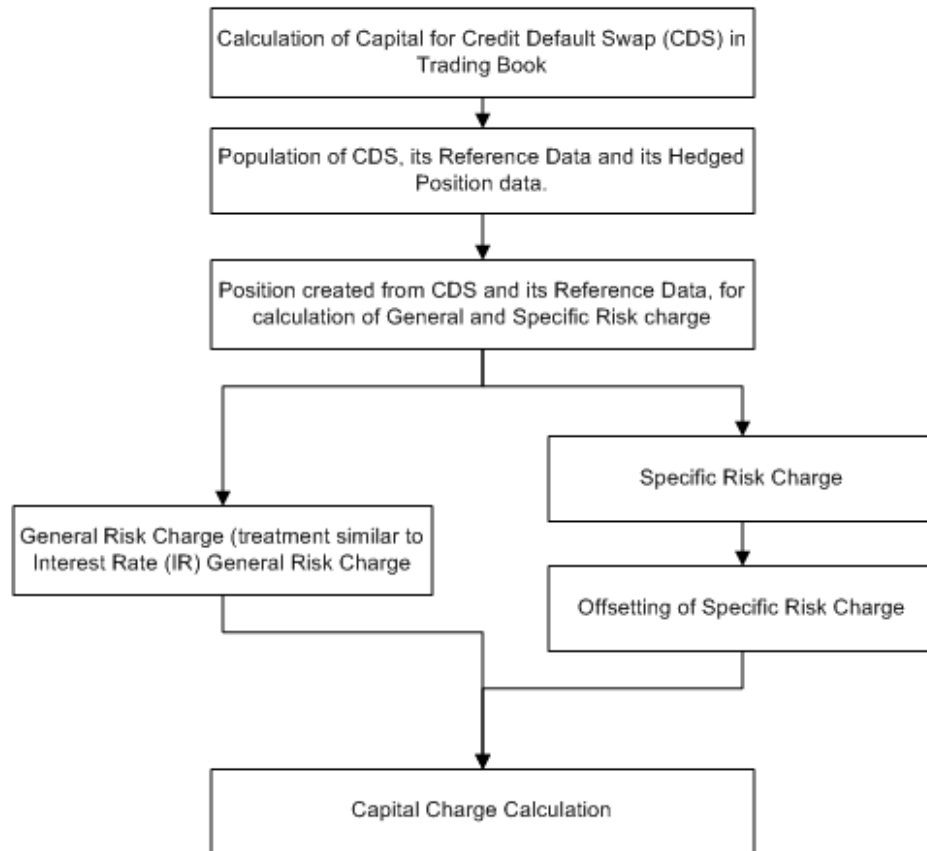 Calculation of Capital for Credit Default Swap (CDS) in
Trading Book
Population of CDS, its Reference Data and its Hedged
Position data.
Position created from CDS and its Reference Data, for
calculation of General and Specific Risk charge
Specific Risk Charge
General Risk Charge (treatment similar to
Interest Rate (IR) General Risk Charge
Offsetting of Specific Risk Charge
Capital Charge Calculation